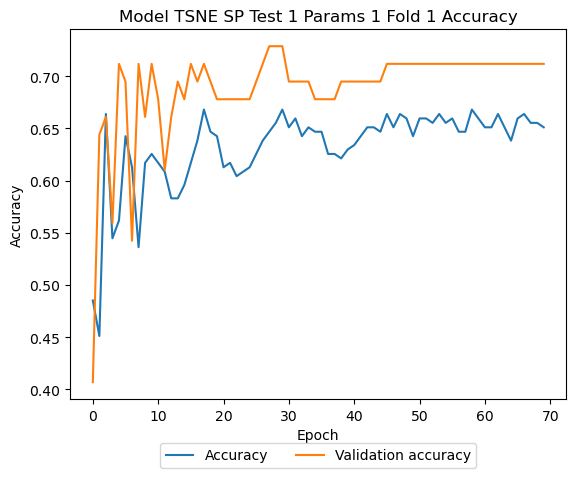 Model TSNE SP Test 1 Params 1 Fold 1 Accuracy
Accuracy
0.70
0.65
0.60
0.55
0.50
0.45
0.40
0 10 20 30 40 50 60 70
Epoch
Accuracy Validation accuracy